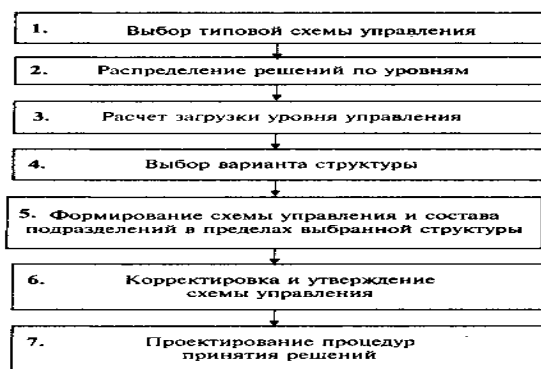 1. Выбор типовой схемы управления
2. Распределение решений по уровням
3. Расчет загрузки уровня управления
4. Выбор варианта структуры
5. Формирование схемы управления и состава
подразделений в пределах выбранной структуры
6. Корректировка и утверждение
схемы управления
7. Проектирование процедур
принятия решений